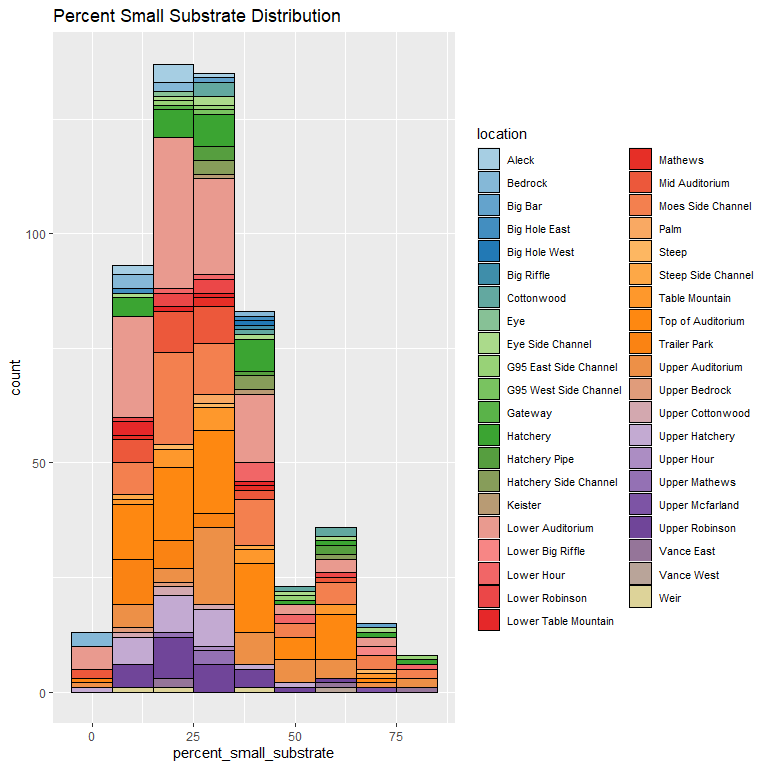 Percent Small Substrate Distribution
count
100
50
0
0
25
50
75
percent_small_substrate
location
Aleck
Bedrock
Big Bar
Big Hole East
Big Hole West
Big Riffle
Cottonwood
Eye
Eye Side Channel
G95 East Side Channel
G95 West Side Channel
Gateway
Hatchery
Hatchery Pipe
Hatchery Side Channel
Keister
Lower Auditorium
Lower Big Riffle
Lower Hour
Lower Robinson
Lower Table Mountain
Mathews
Mid Auditorium
Moes Side Channel
Palm
Steep
Steep Side Channel
Table Mountain
Top of Auditorium
Trailer Park
Upper Auditorium
Upper Bedrock
Upper Cottonwood
Upper Hatchery
Upper Hour
Upper Mathews
Upper Mcfarland
Upper Robinson
Vance East
Vance West
Weir